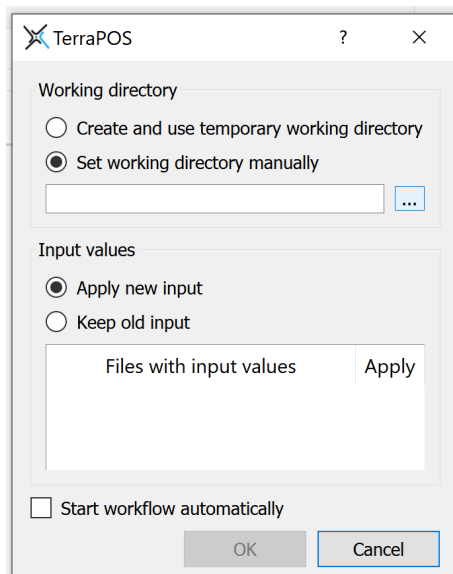 TerraPOS ?
Working directory
Create and use temporary working directory
Set working directory manually
...
Input values
Apply new input
Keep old input
Files with input values Apply
Start workflow automatically
OK Cancel